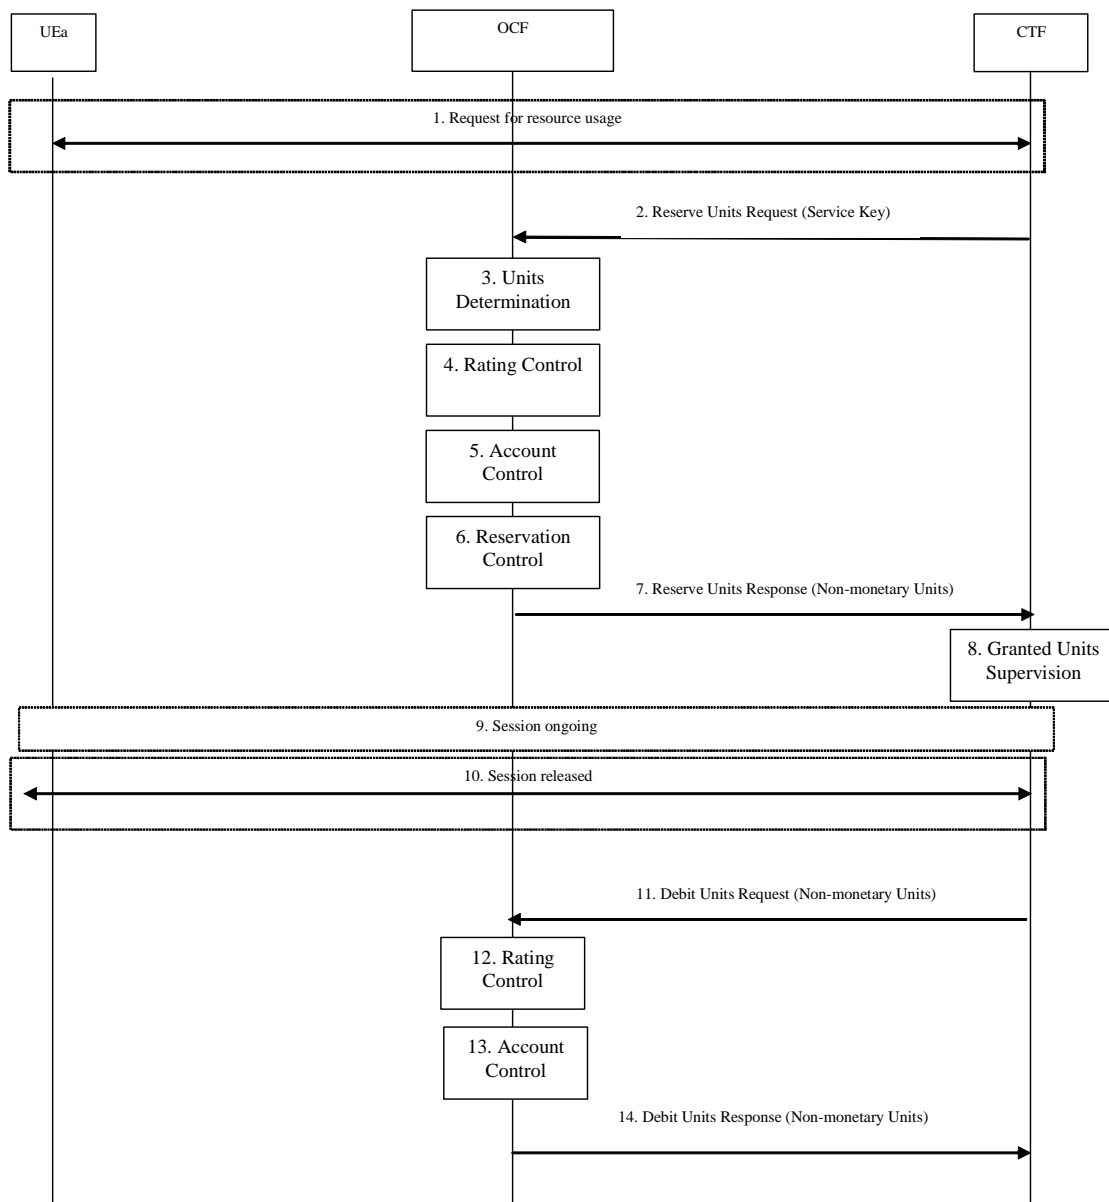 UEa
OCF
CTF
1. Request for resource usage
2. Reserve Units Request (Service Key)
3. Units
Determination
4. Rating Control
5. Account
Control
6. Reservation
Control
7. Reserve Units Response (Non-monetary Units)
8. Granted Units
Supervision
9. Session ongoing
10. Session released
11. Debit Units Request (Non-monetary Units)
12. Rating
Control
13. Account
Control
14. Debit Units Response (Non-monetary Units)